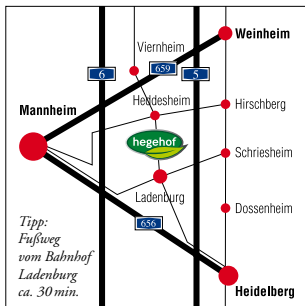 Weinheim
Viernheim
659
6
5
Heddesheim
Hirschberg
Mannheim
hegehof
Schriesheim
Ladenburg
Dossenheim
656
Tipp:
Fußweg
vom Bahnhof
Ladenburg
ca. 30 min.
Heidelberg